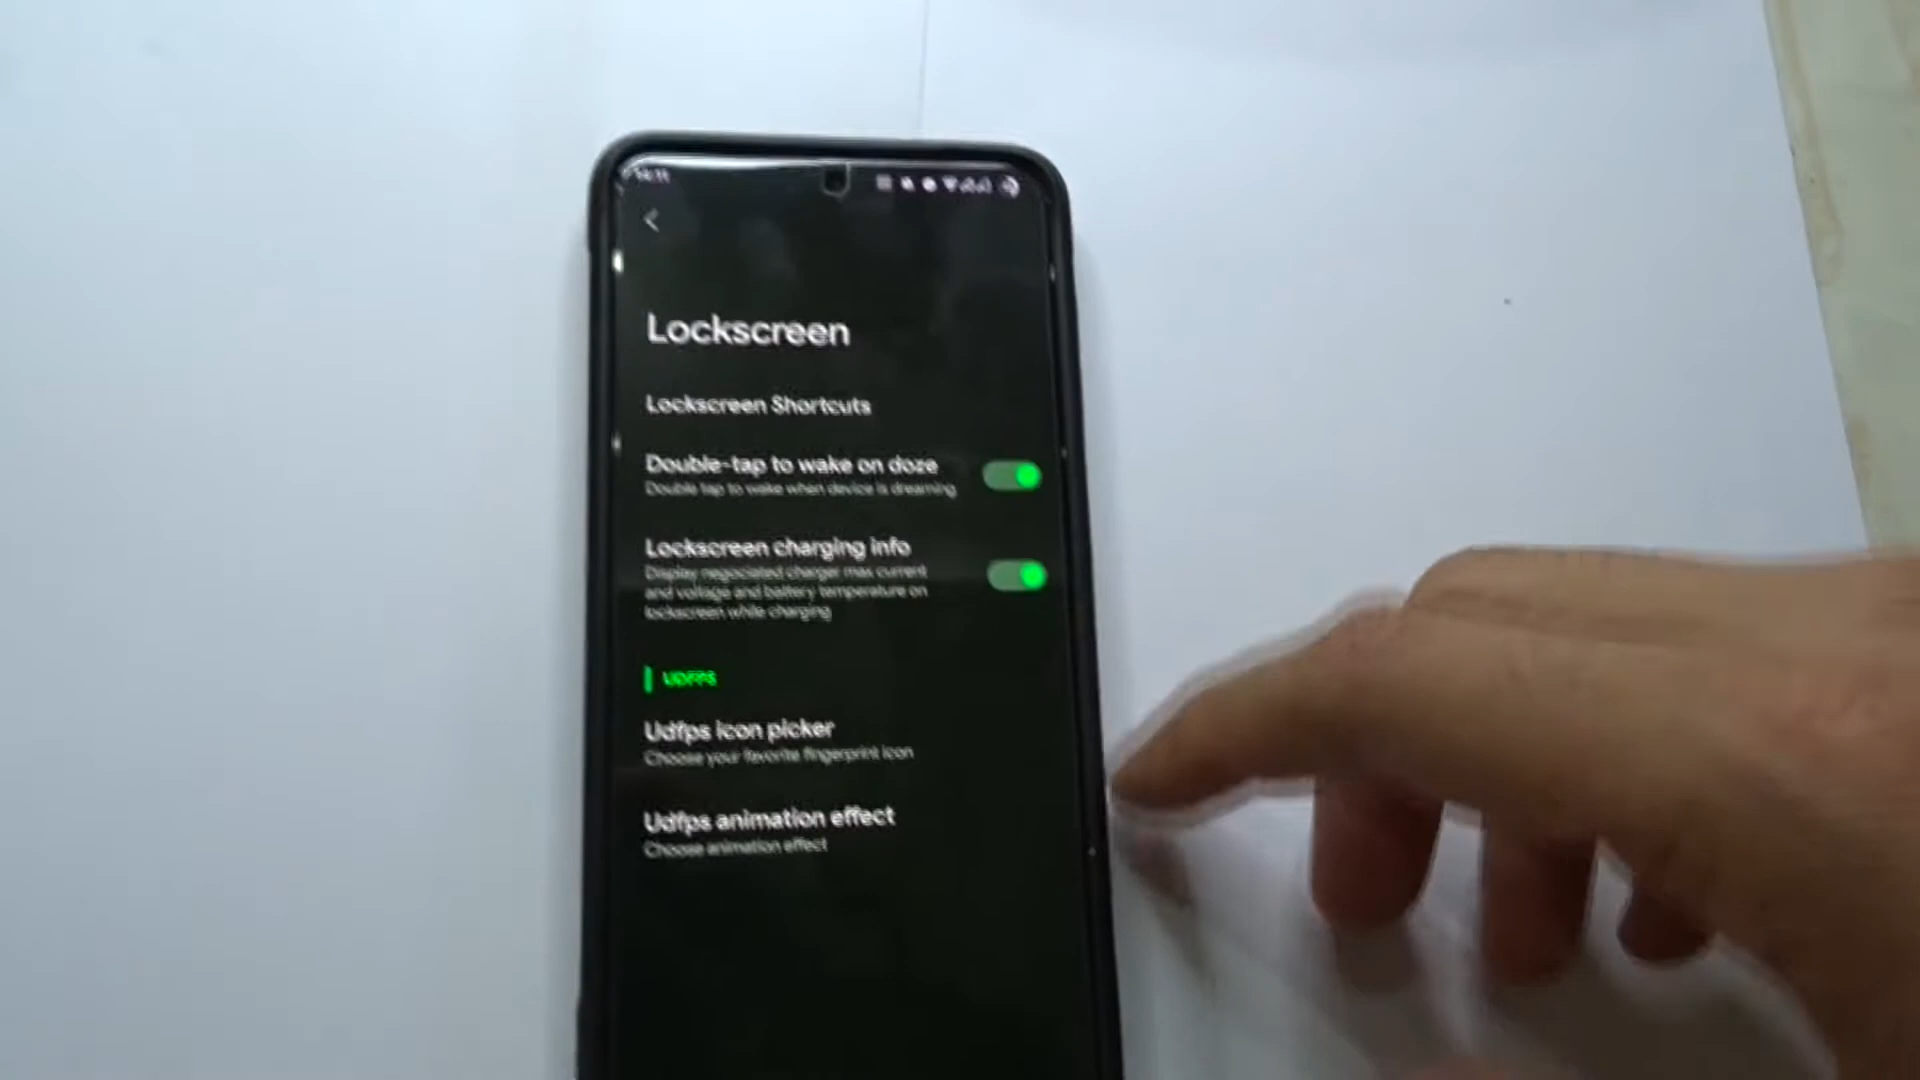 Lockscreen
Lockscreen Shortcuts
Double-tap to wake on doze
Double tap to wake when device is dreaming
Lockscreen charging info
Display negociated charger max current
and voltage and battery temperature on
lockscreen while charging
UDFPS
Udfps icon picker
Choose your favorite fingerprint icon
Udfps animation effect
Choose animation effect